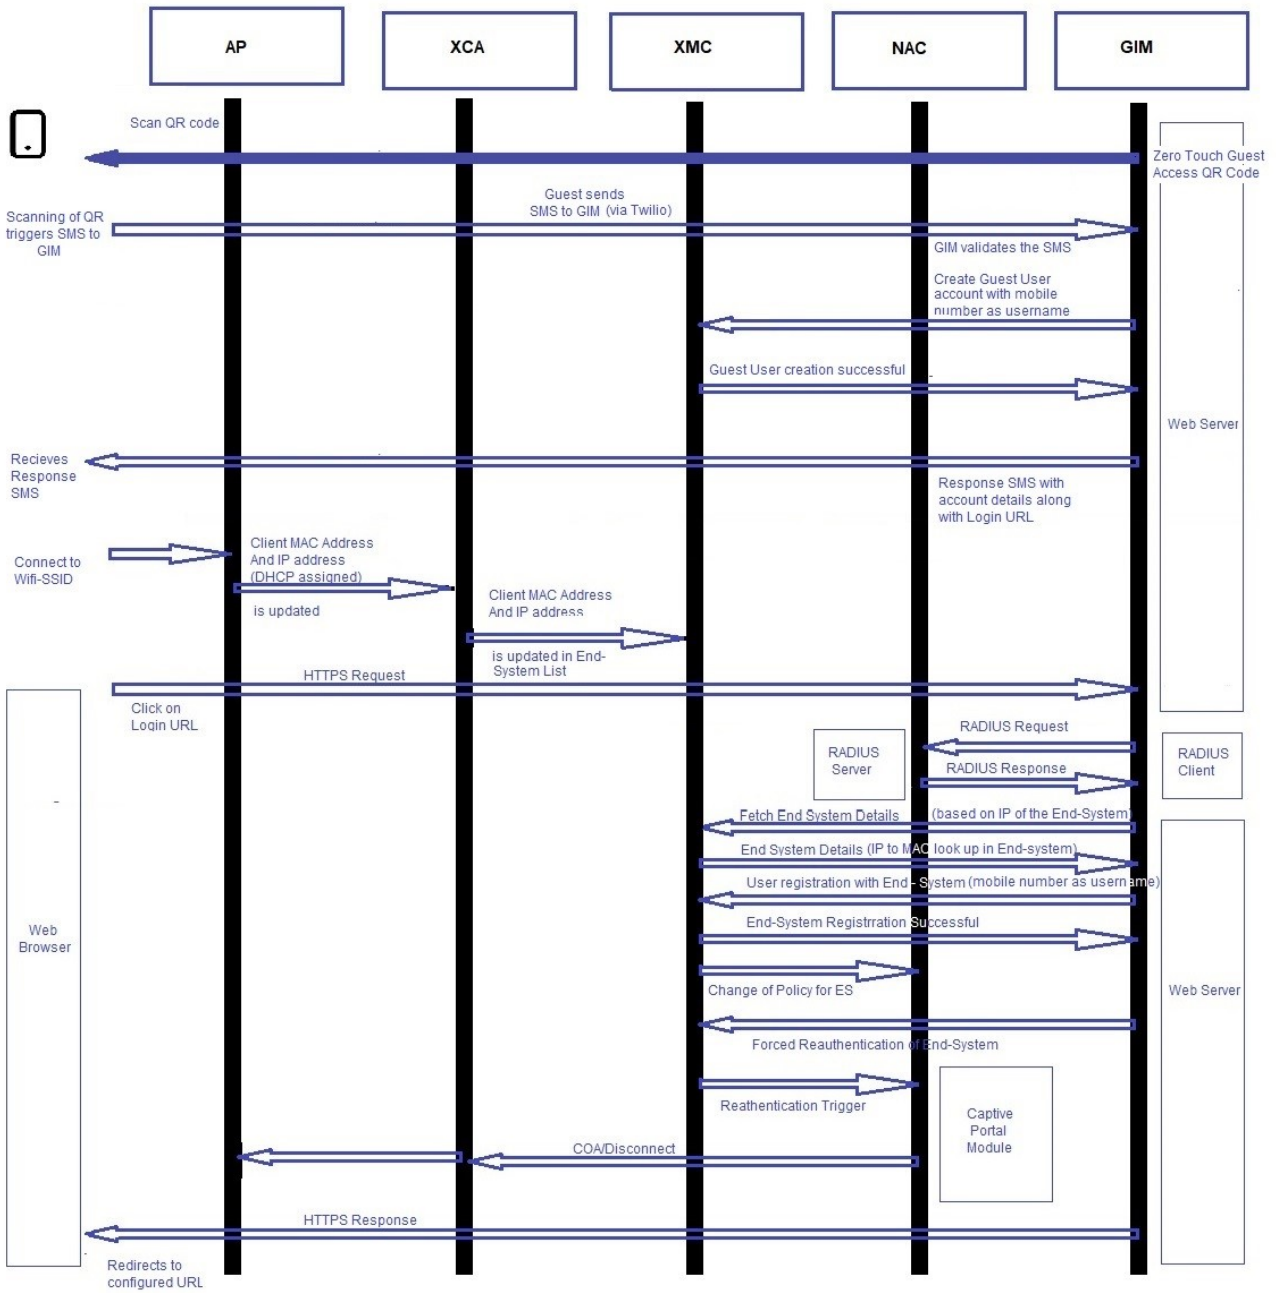 AP
XCA
XMC
NAC
GIM
Scan QR code
Zero Touch Guest
Access QR Code
Guest sends
SMS to GIM (via Twilio)
Scanning of QR
triggers SMS to
GIM
GIM validates the SMS
Create Guest User
account with mobile
number as username
Guest User creation successful
Web Server
Recieves
Response
SMS
Response SMS with
account details along
with Login URL
Connect to
Wifi-SSID
Client MAC Address
And IP address
(DHCP assigned)
is updated
Client MAC Address
And IP address
is updated in End-
System List
HTTPS Request
Click on
Login URL
RADIUS Request
RADIUS
Server
RADIUS Response
RADIUS
Client
Fetch End System Details (based on IP of the End-System)
End System Details (IP to MAC look up in End-system)
User registration with End - System (mobile number as username)
End-System Registrration Successful
Web
Browser
Change of Policy for ES
Web Server
Forced Reauthentication of End-System
Reathentication Trigger
Captive
Portal
Module
COA/Disconnect
HTTPS Response
Redirects to
configured URL